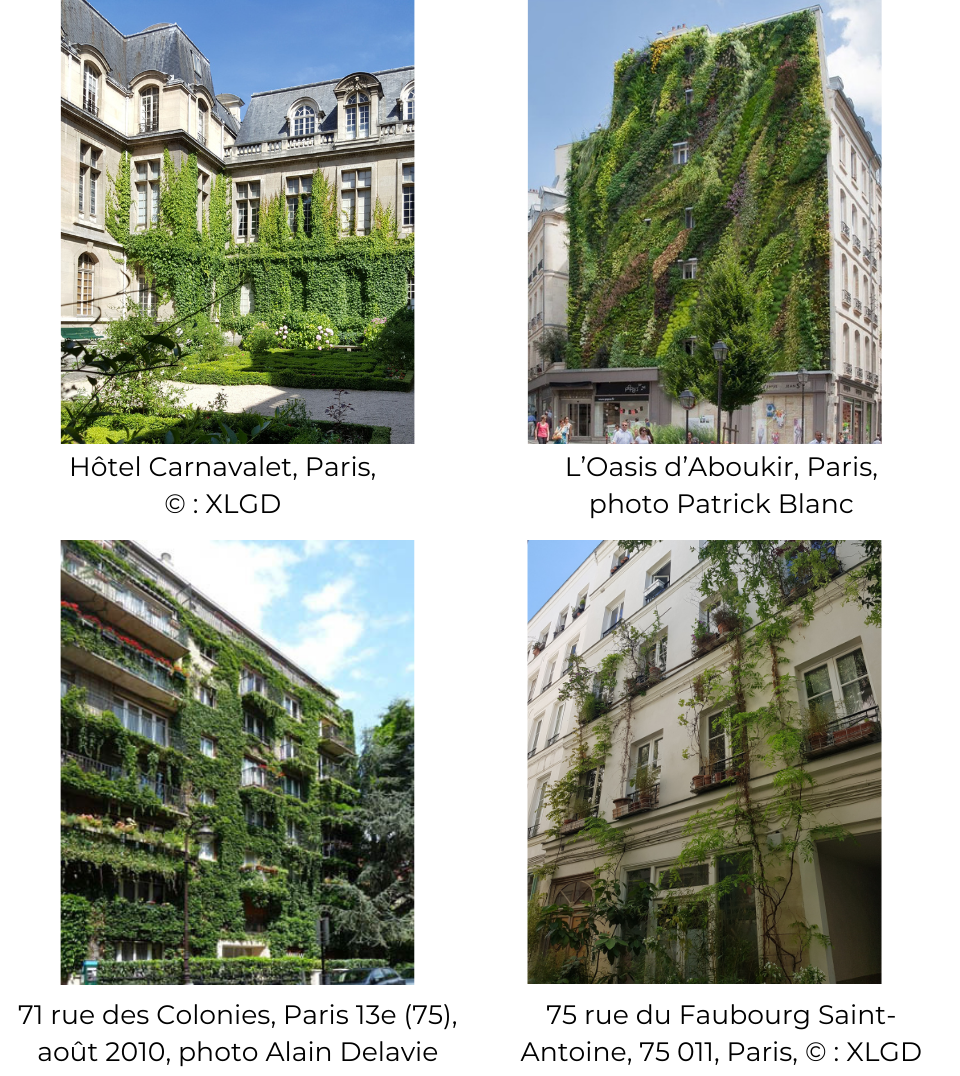 Hôtel Carnavalet, Paris,
© : XLGD
L’Oasis d’Aboukir, Paris,
photo Patrick Blanc
71 rue des Colonies, Paris 13e (75),
août 2010, photo Alain Delavie
75 rue du Faubourg Saint-
Antoine, 75 011, Paris, © : XLGD